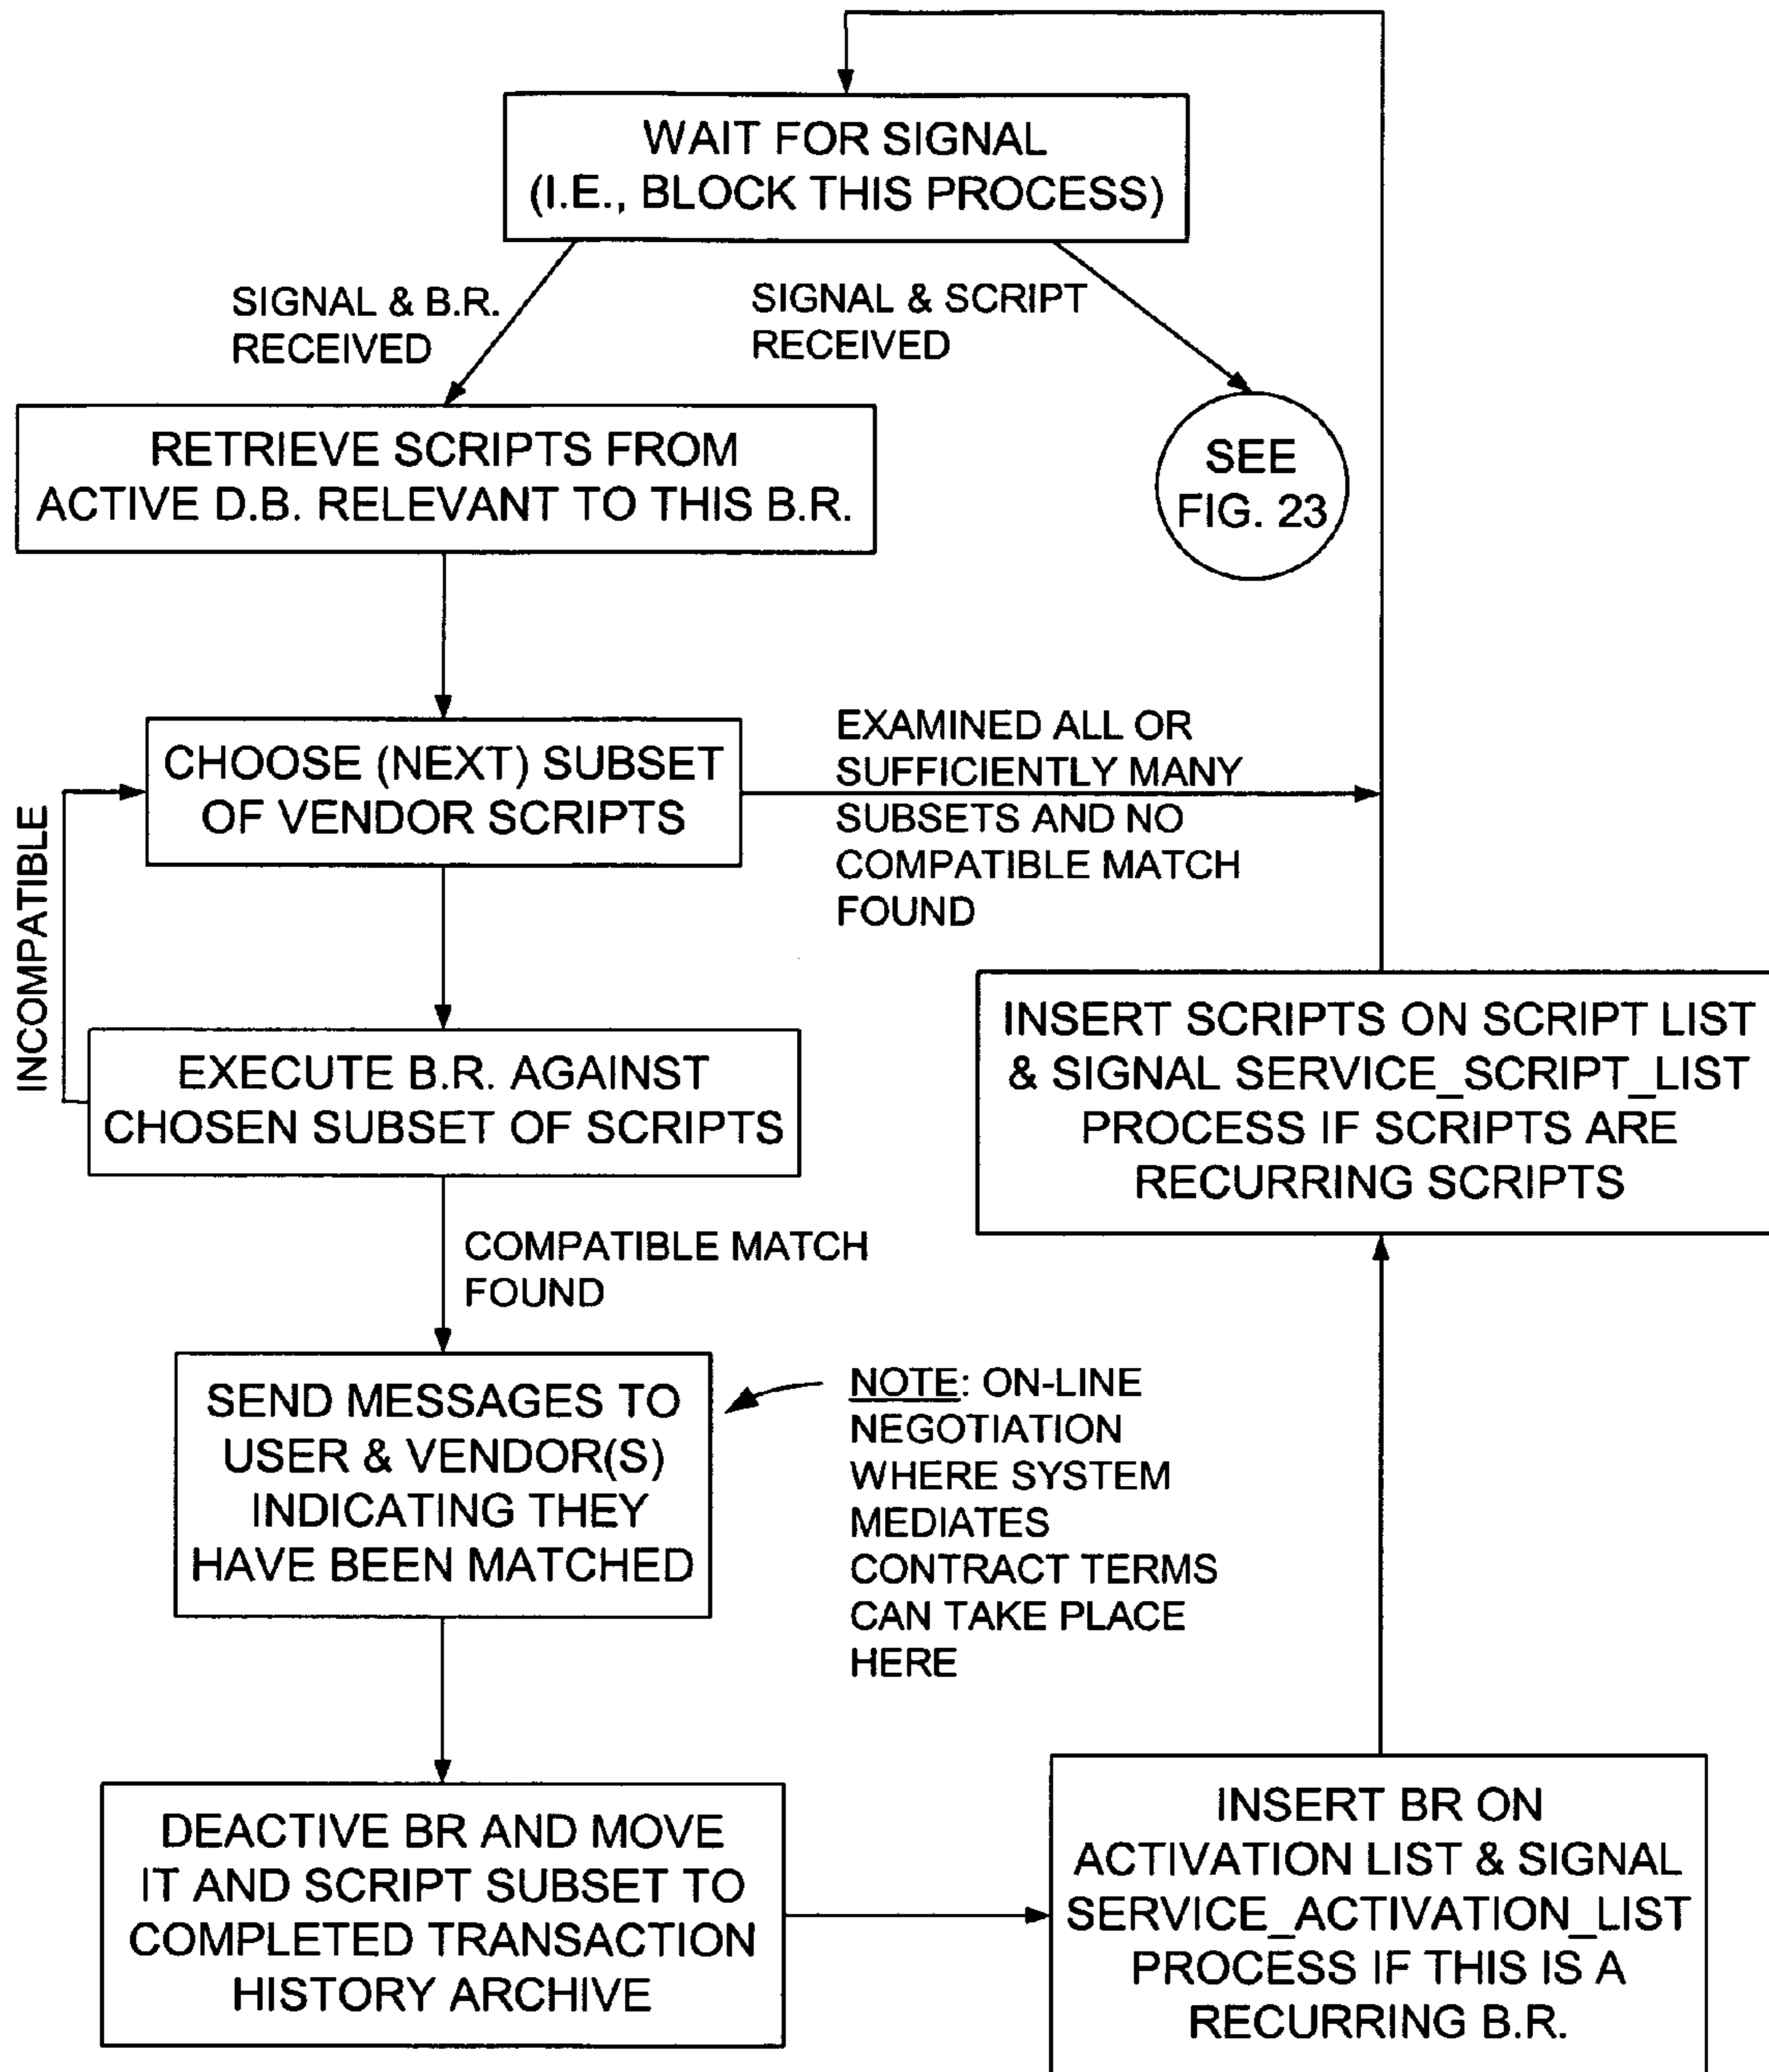 WAIT FOR SIGNAL
(I.E., BLOCK THIS PROCESS)
SIGNAL & B.R.
RECEIVED
SIGNAL & SCRIPT
RECEIVED
RETRIEVE SCRIPTS FROM
ACTIVE D.B. RELEVANT TO THIS B.R.
SEE
FIG. 23
CHOOSE (NEXT) SUBSET
OF VENDOR SCRIPTS
EXAMINED ALL OR
SUFFICIENTLY MANY
SUBSETS AND NO
COMPATIBLE MATCH
FOUND
INCOMPATIBLE
EXECUTE B.R. AGAINST
CHOSEN SUBSET OF SCRIPTS
INSERT SCRIPTS ON SCRIPT LIST
& SIGNAL SERVICE_SCRIPT_LIST
PROCESS IF SCRIPTS ARE
RECURRING SCRIPTS
COMPATIBLE MATCH
FOUND
SEND MESSAGES TO
USER & VENDOR(S)
INDICATING THEY
HAVE BEEN MATCHED
NOTE: ON-LINE
NEGOTIATION
WHERE SYSTEM
MEDIATES
CONTRACT TERMS
CAN TAKE PLACE
HERE
DEACTIVE BR AND MOVE
IT AND SCRIPT SUBSET TO
COMPLETED TRANSACTION
HISTORY ARCHIVE
INSERT BR ON
ACTIVATION LIST & SIGNAL
SERVICE_ACTIVATION_LIST
PROCESS IF THIS IS A
RECURRING B.R.